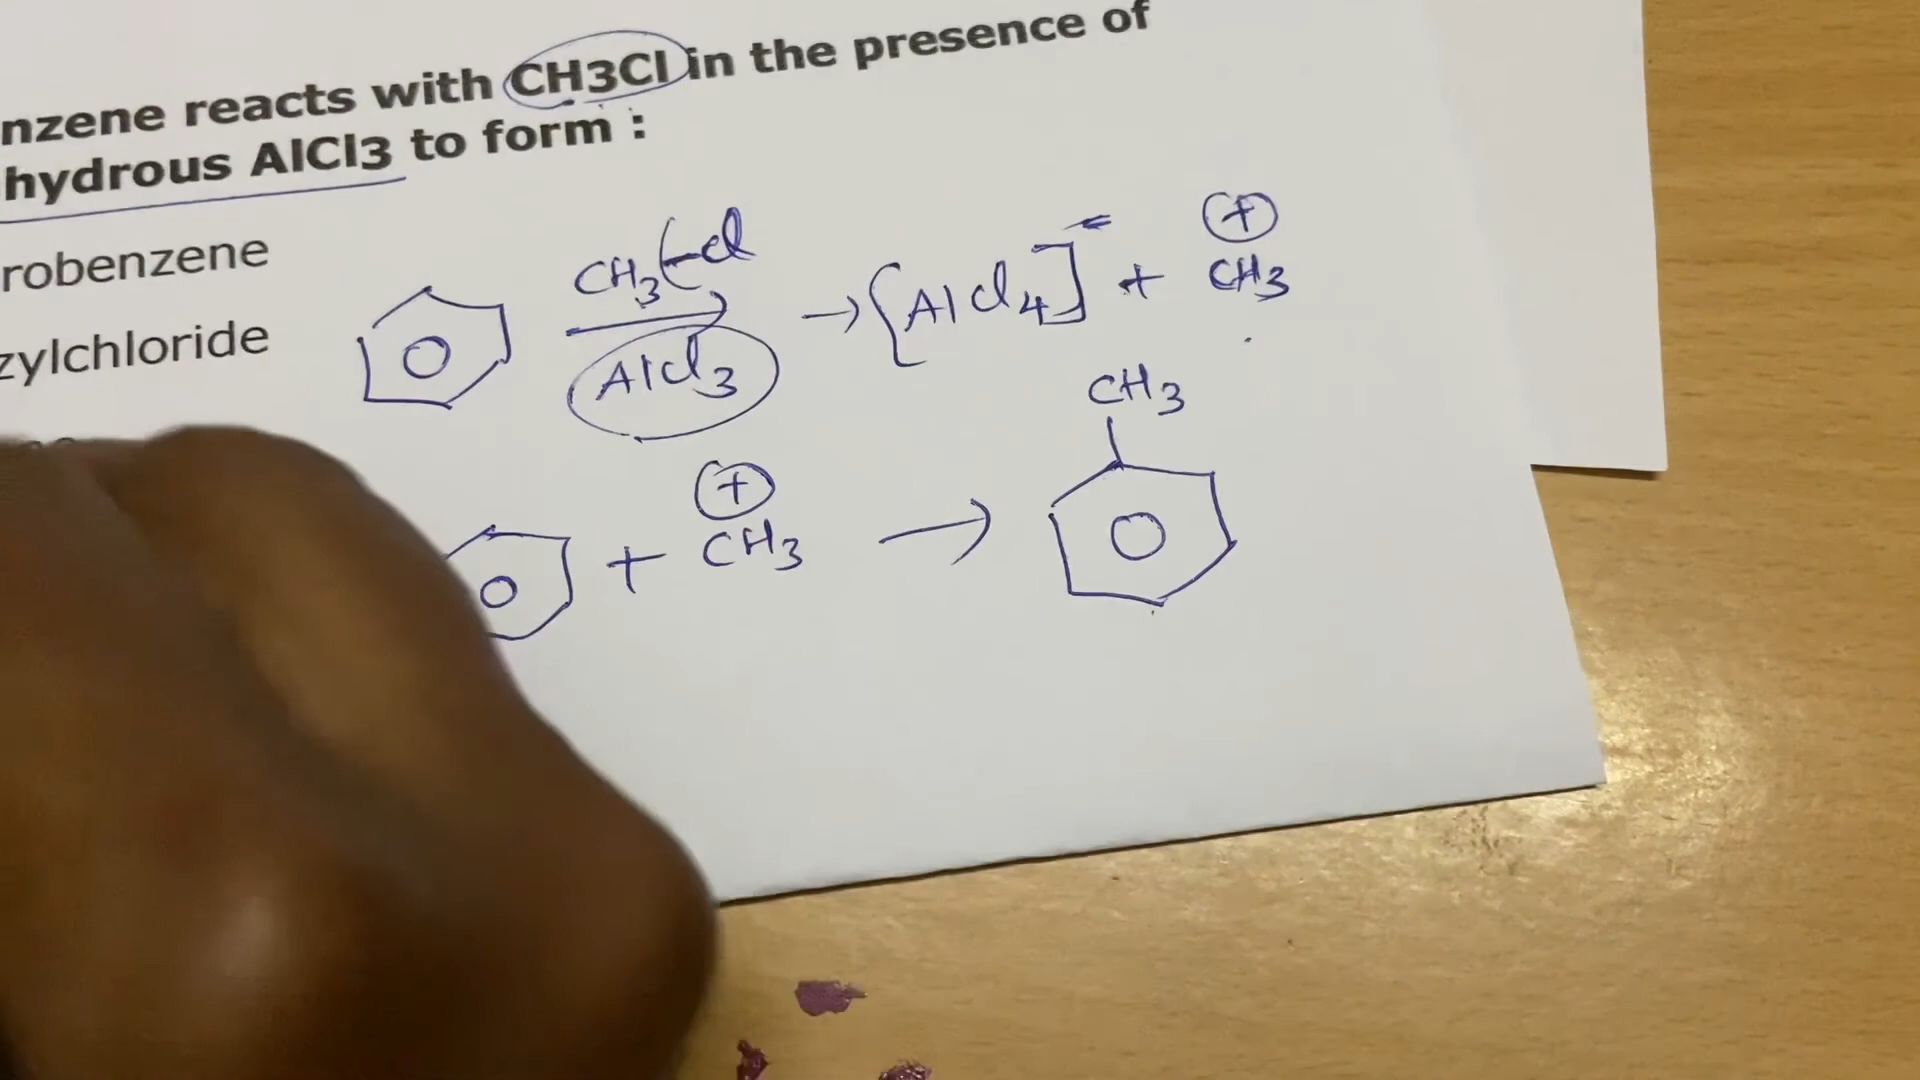 nzene reacts with CH3Cl in the presence of
hydrous AlCl3 to form :
robenzene
zylchloride
CH3-Cl
AlCl3
→ [AlCl4]⁻ + CH3
+
CH3
+
+ CH3 →